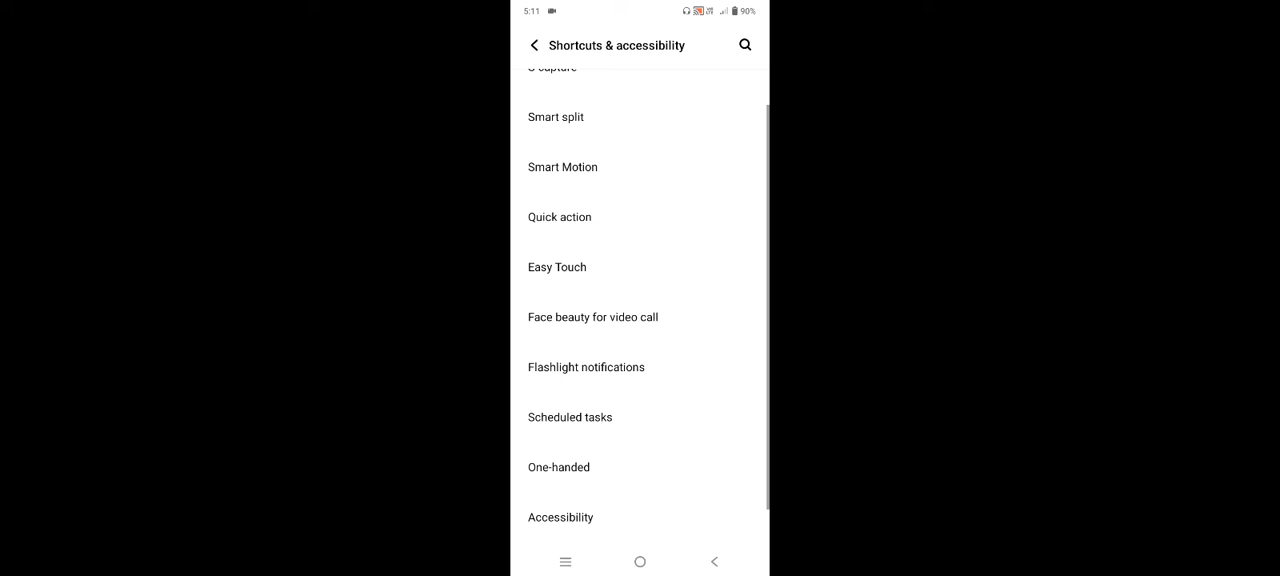 5:11
90%
Shortcuts & accessibility
Smart split
Smart Motion
Quick action
Easy Touch
Face beauty for video call
Flashlight notifications
Scheduled tasks
One-handed
Accessibility